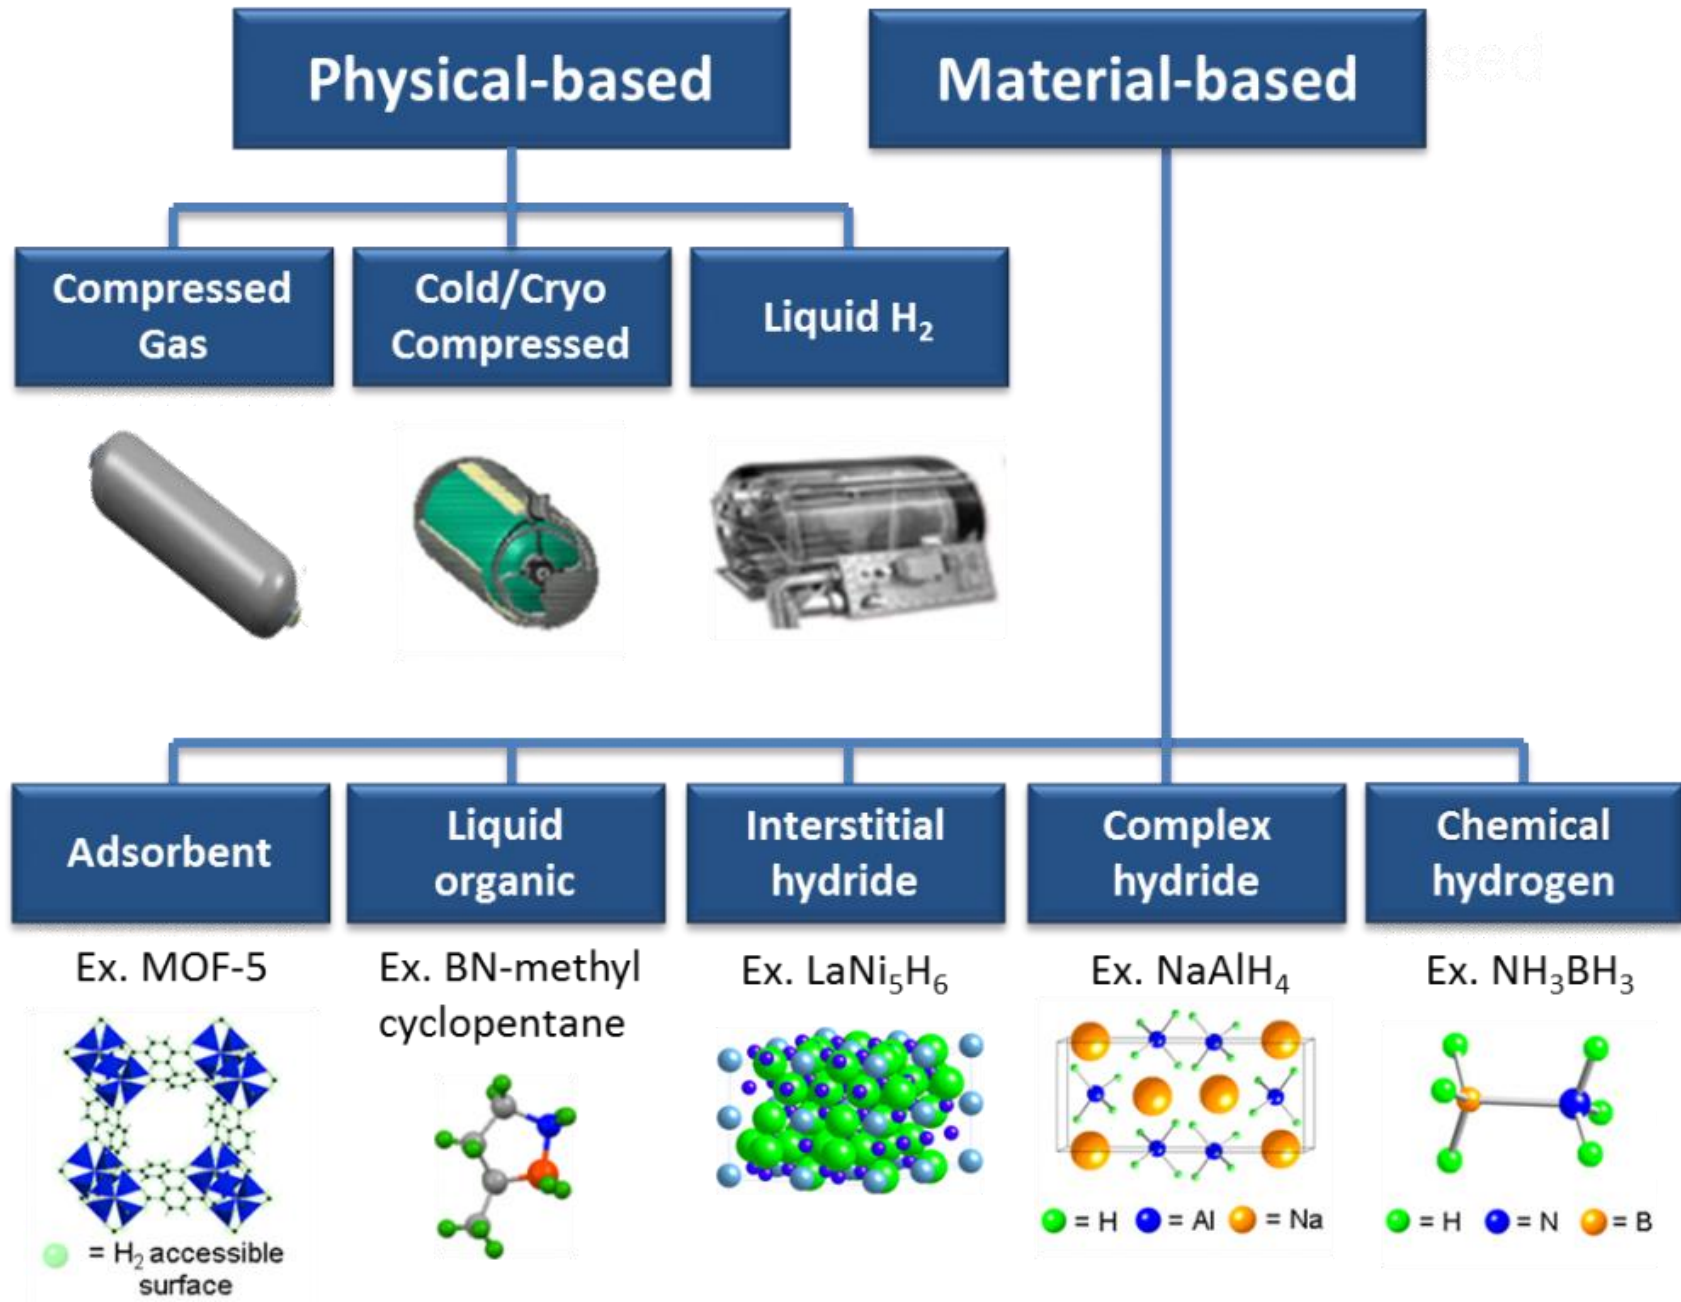 Physical-based
Material-based
Compressed
Gas
Cold/Cryo
Compressed
Liquid H₂
Adsorbent
Liquid
organic
Interstitial
hydride
Complex
hydride
Chemical
hydrogen
Ex. MOF-5
Ex. BN-methyl
cyclopentane
Ex. LaNi₅H₆
Ex. NaAlH₄
Ex. NH₃BH₃
= H₂ accessible
surface
= H = Al = Na
= H = N = B